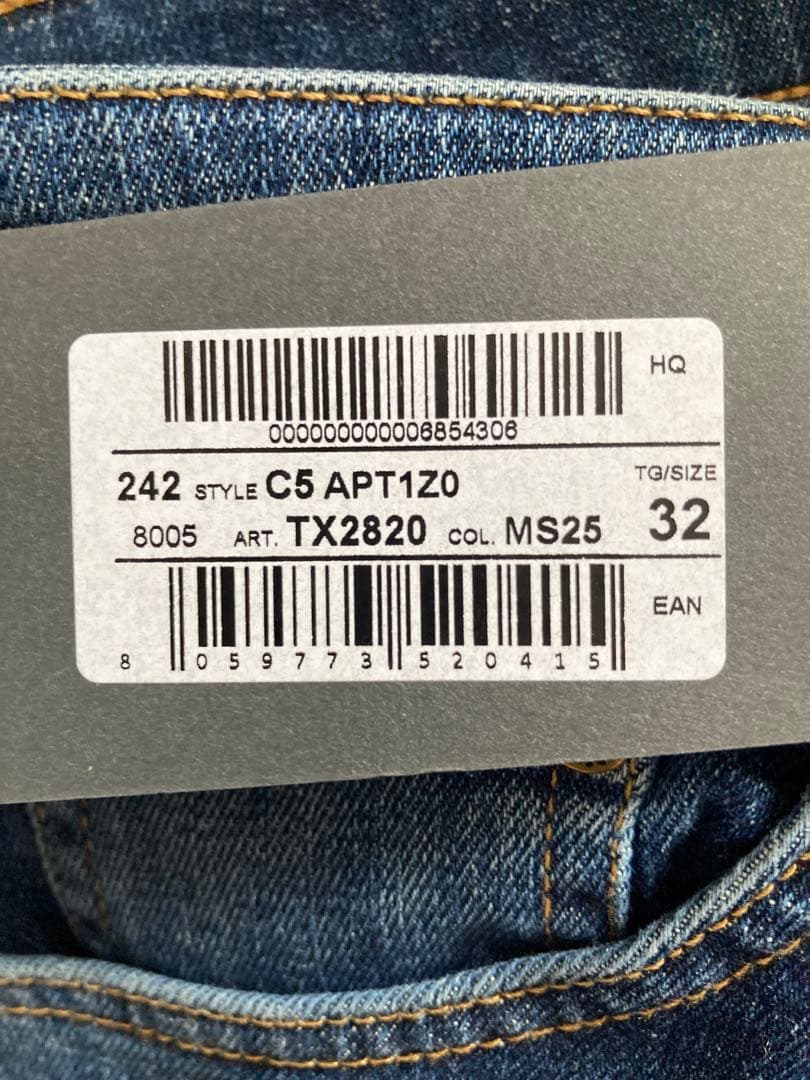 HQ
000000000006854306
242 STYLE C5 APT1Z0
TG/SIZE
8005 ART. TX2820 COL. MS25
32
EAN
8 059773 520415